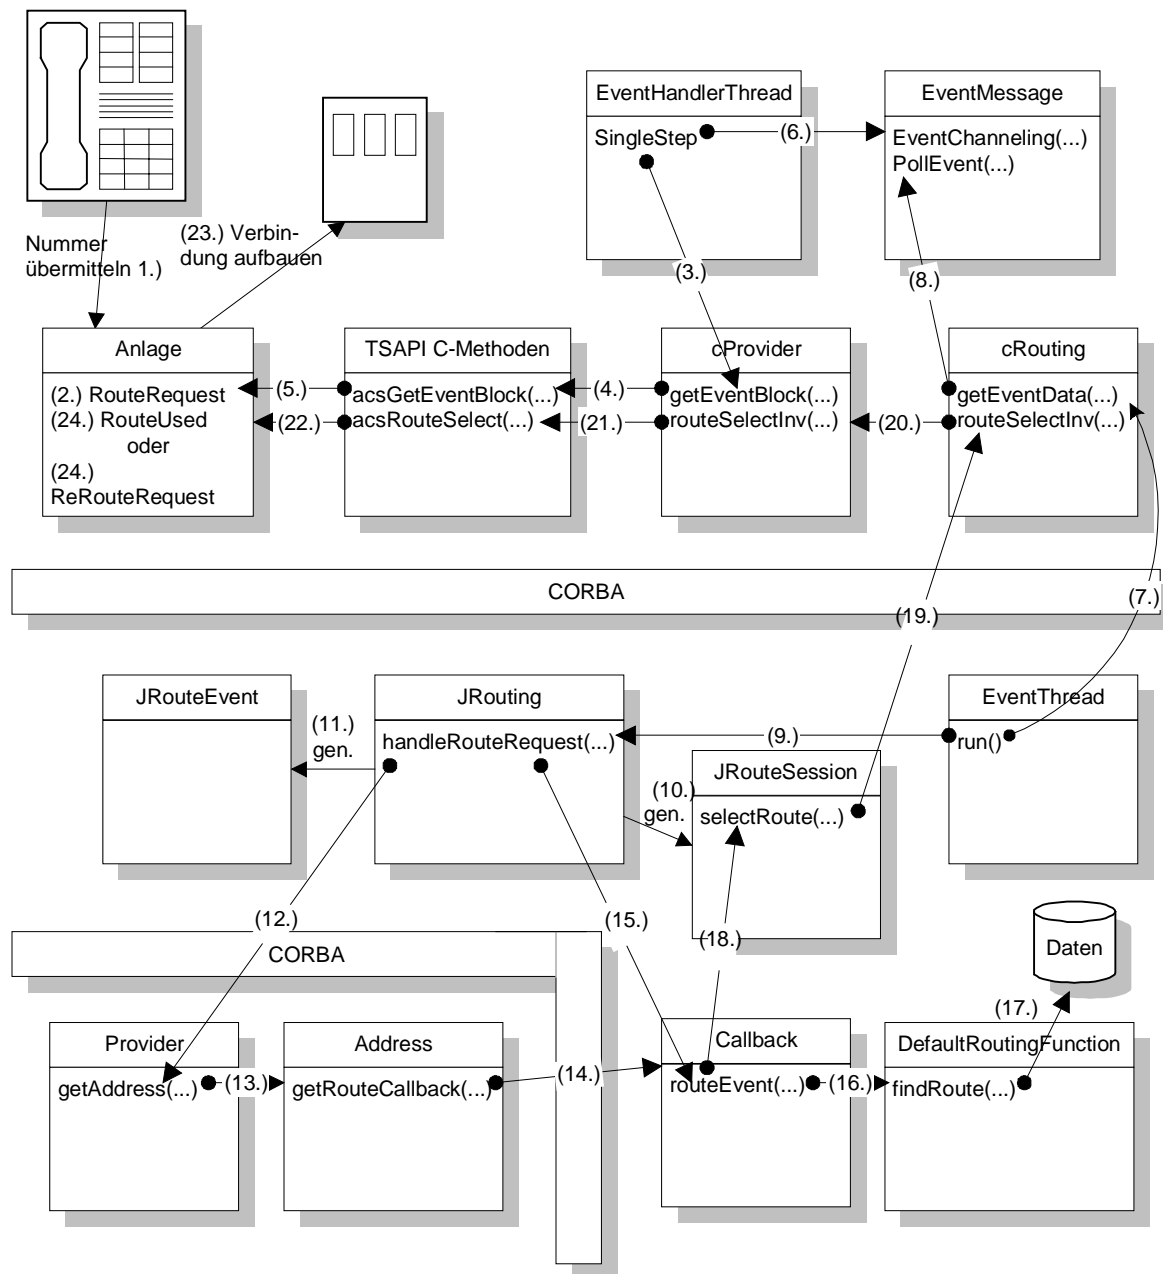 EventHandlerThread
EventMessage
SingleStep
(6.)
EventChanneling(...)
PollEvent(...)
Nummer
übermitteln 1.)
(23.) Verbin-
dung aufbauen
(3.)
(8.)
Anlage
TSAPI C-Methoden
cProvider
cRouting
(2.) RouteRequest
(5.)
acsGetEventBlock(...)
(4.)
getEventBlock(...)
getEventData(...)
(24.) RouteUsed
(22.)
acsRouteSelect(...)
(21.)
routeSelectInv(...)
(20.)
routeSelectInv(...)
oder
(24.)
ReRouteRequest
CORBA
(7.)
(19.)
JRouteEvent
JRouting
EventThread
(11.)
gen.
handleRouteRequest(...)
(9.)
run()
JRouteSession
(10.)
gen.
selectRoute(...)
(12.)
(15.)
(18.)
CORBA
Daten
(17.)
Provider
Address
Callback
DefaultRoutingFunction
getAddress(...)
(13.)
getRouteCallback(...)
(14.)
routeEvent(...)
(16.)
findRoute(...)